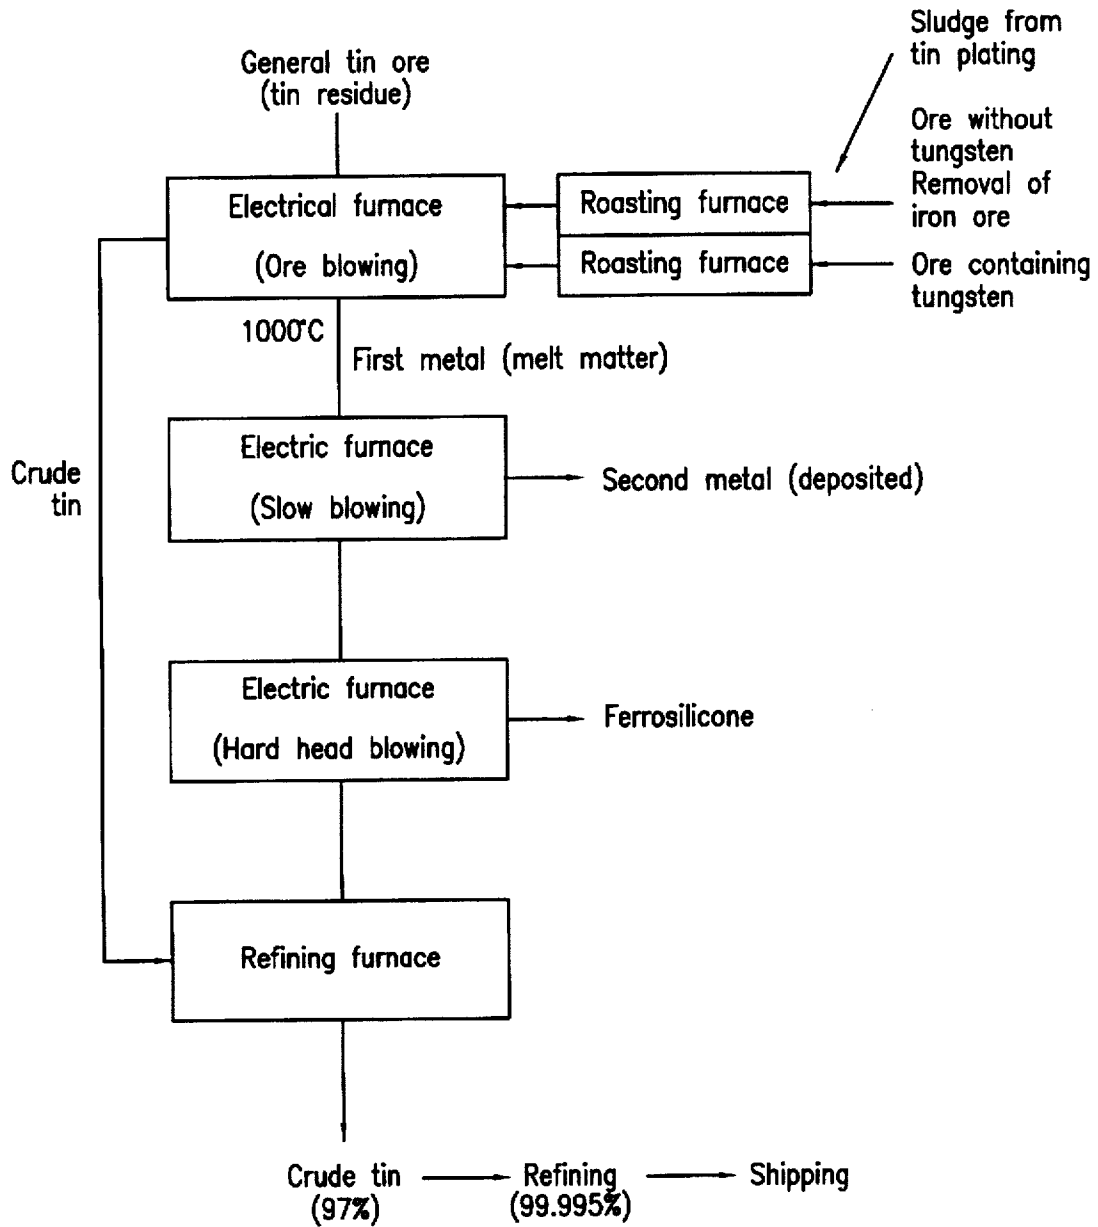 Sludge from
tin plating
General tin ore
(tin residue)
Ore without
tungsten
Removal of
iron ore
Electrical furnace
(Ore blowing)
Roasting furnace
Roasting furnace
Ore containing
tungsten
1000°C
First metal (melt matter)
Electric furnace
(Slow blowing)
Second metal (deposited)
Crude
tin
Electric furnace
(Hard head blowing)
Ferrosilicone
Refining furnace
Crude tin
(97%)
Refining
(99.995%)
Shipping